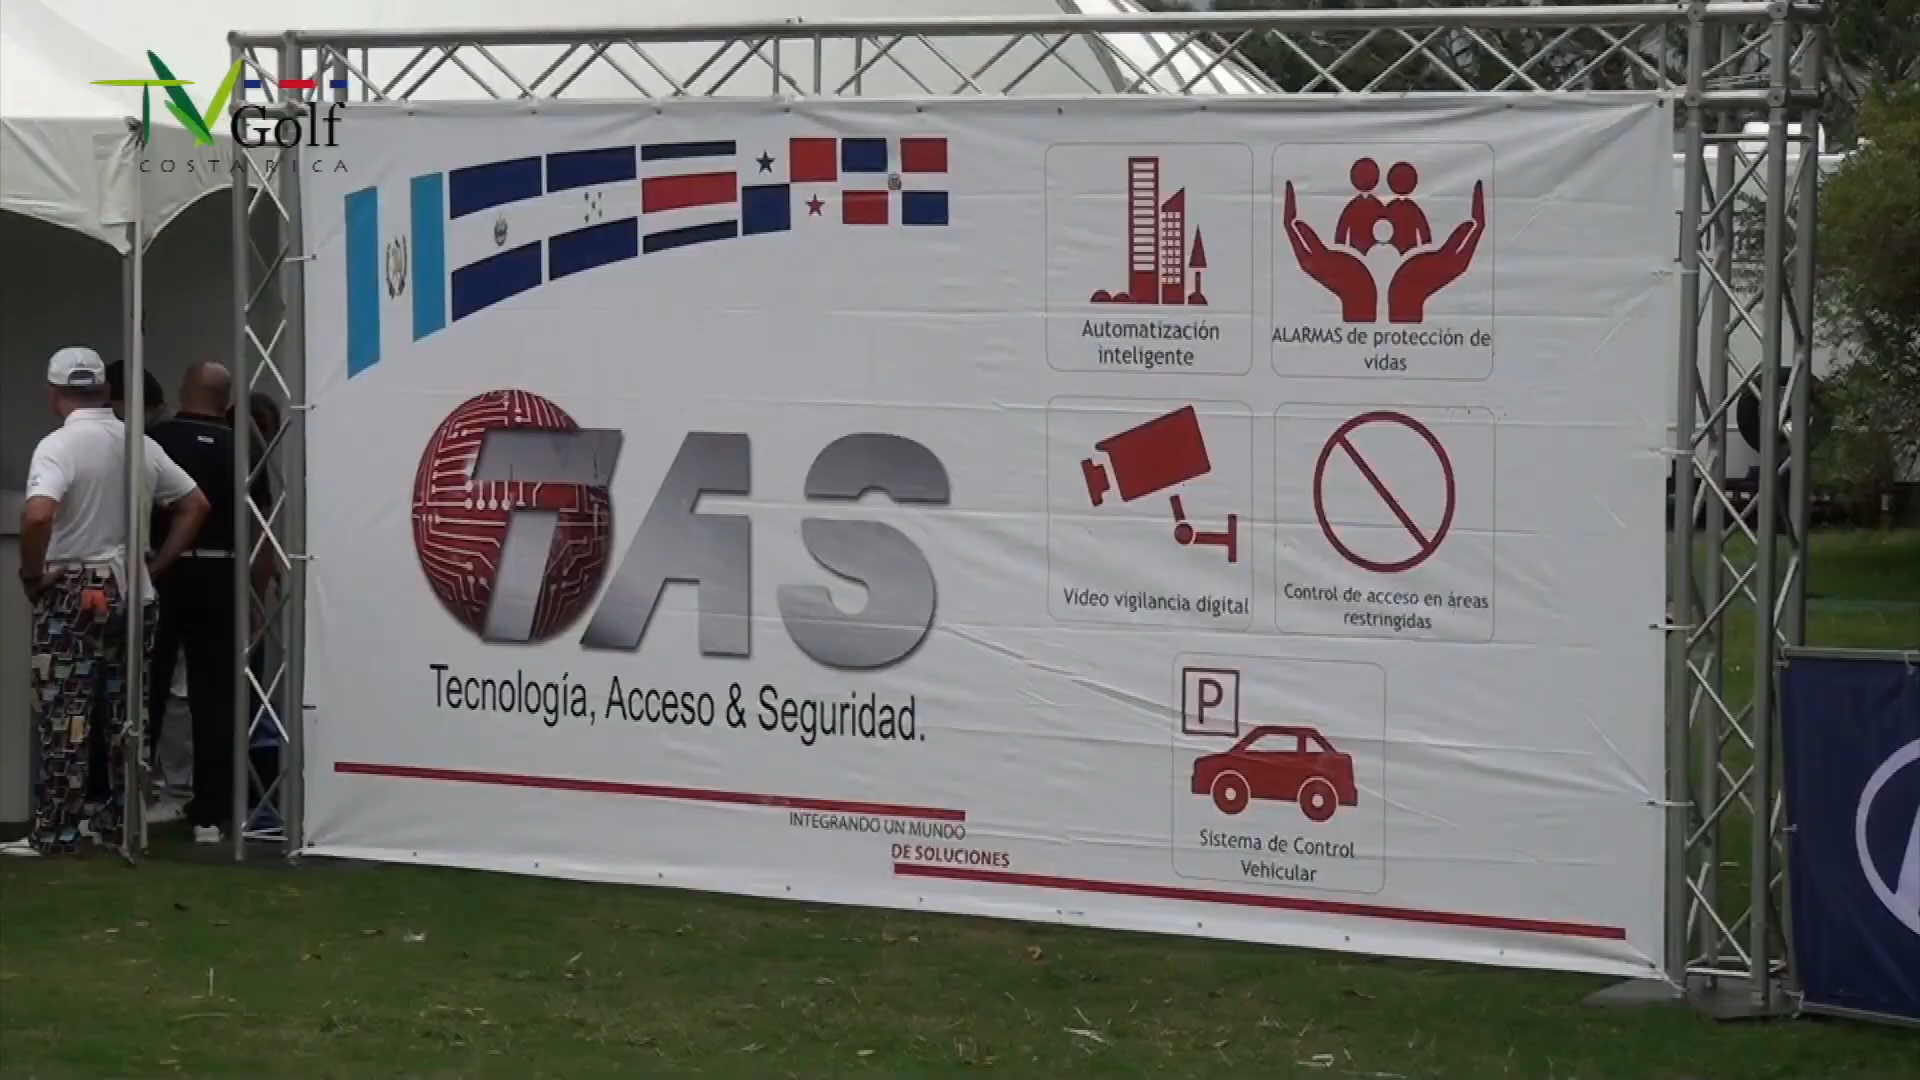 TV Golf
COSTA RICA
TAS
Tecnología, Acceso & Seguridad.
INTEGRANDO UN MUNDO
DE SOLUCIONES
Automatización
inteligente
ALARMAS de protección de
vidas
Video vigilancia digital
Control de acceso en áreas
restringidas
P
Sistema de Control
Vehicular